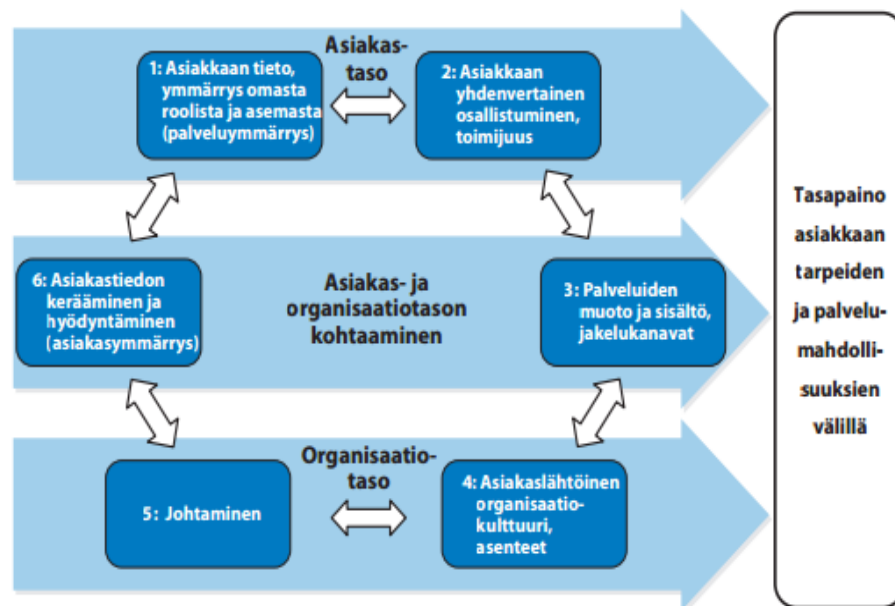 Asiakas-
taso
1: Asiakkaan tieto,
ymmärrys omasta
roolista ja asemasta
(palveluymmärrys)
2: Asiakkaan
yhdenvertainen
osallistuminen,
toimijuus
6: Asiakastiedon
kerääminen ja
hyödyntäminen
(asiakasymmärrys)
Asiakas- ja
organisaatiotason
kohtaaminen
3: Palveluiden
muoto ja sisältö,
jakelukanavat
Organisaatio-
taso
5: Johtaminen
4: Asiakaslähtöinen
organisaatio-
kulttuuri,
asenteet
Tasapaino
asiakkaan
tarpeiden
ja palvelu-
mahdolli-
suuksien
välillä